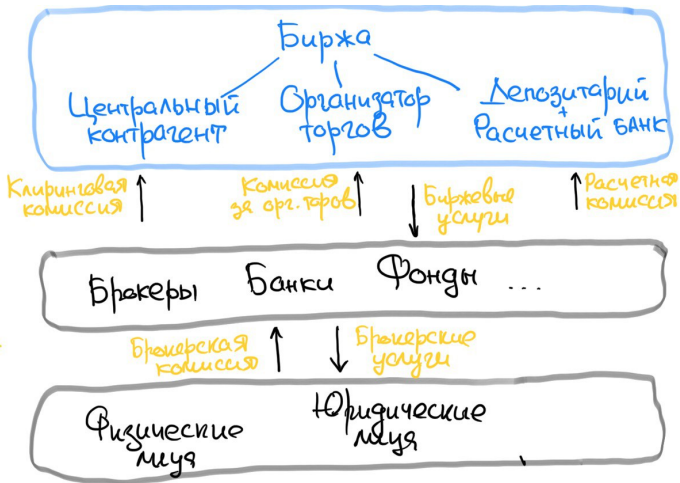 Биржа
Центральный
контрагент
Организатор
торгов
Депозитарий
+
Расчетный БАНК
Клиринговая
комиссия
Комиссия
за орг. торгов
Биржевые
услуги
Расчетная
комиссия
Брокеры Банки Фонды ...
Брокерская
комиссия
Брокерские
услуги
Физические
лица
Юридические
лица